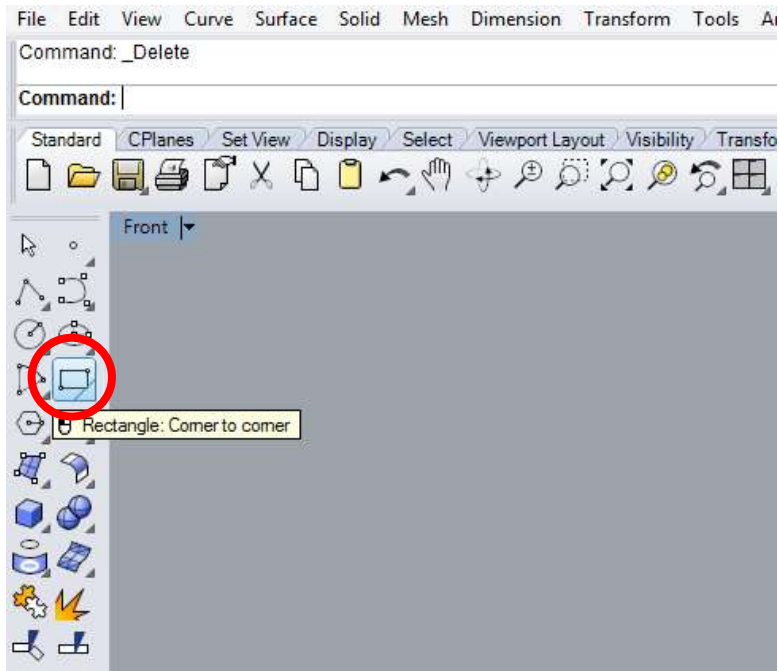 File Edit View Curve Surface Solid Mesh Dimension Transform Tools
Command: _Delete
Command:
Standard CPlanes Set View Display Select Viewport Layout Visibility
Front
Rectangle: Corner to corner